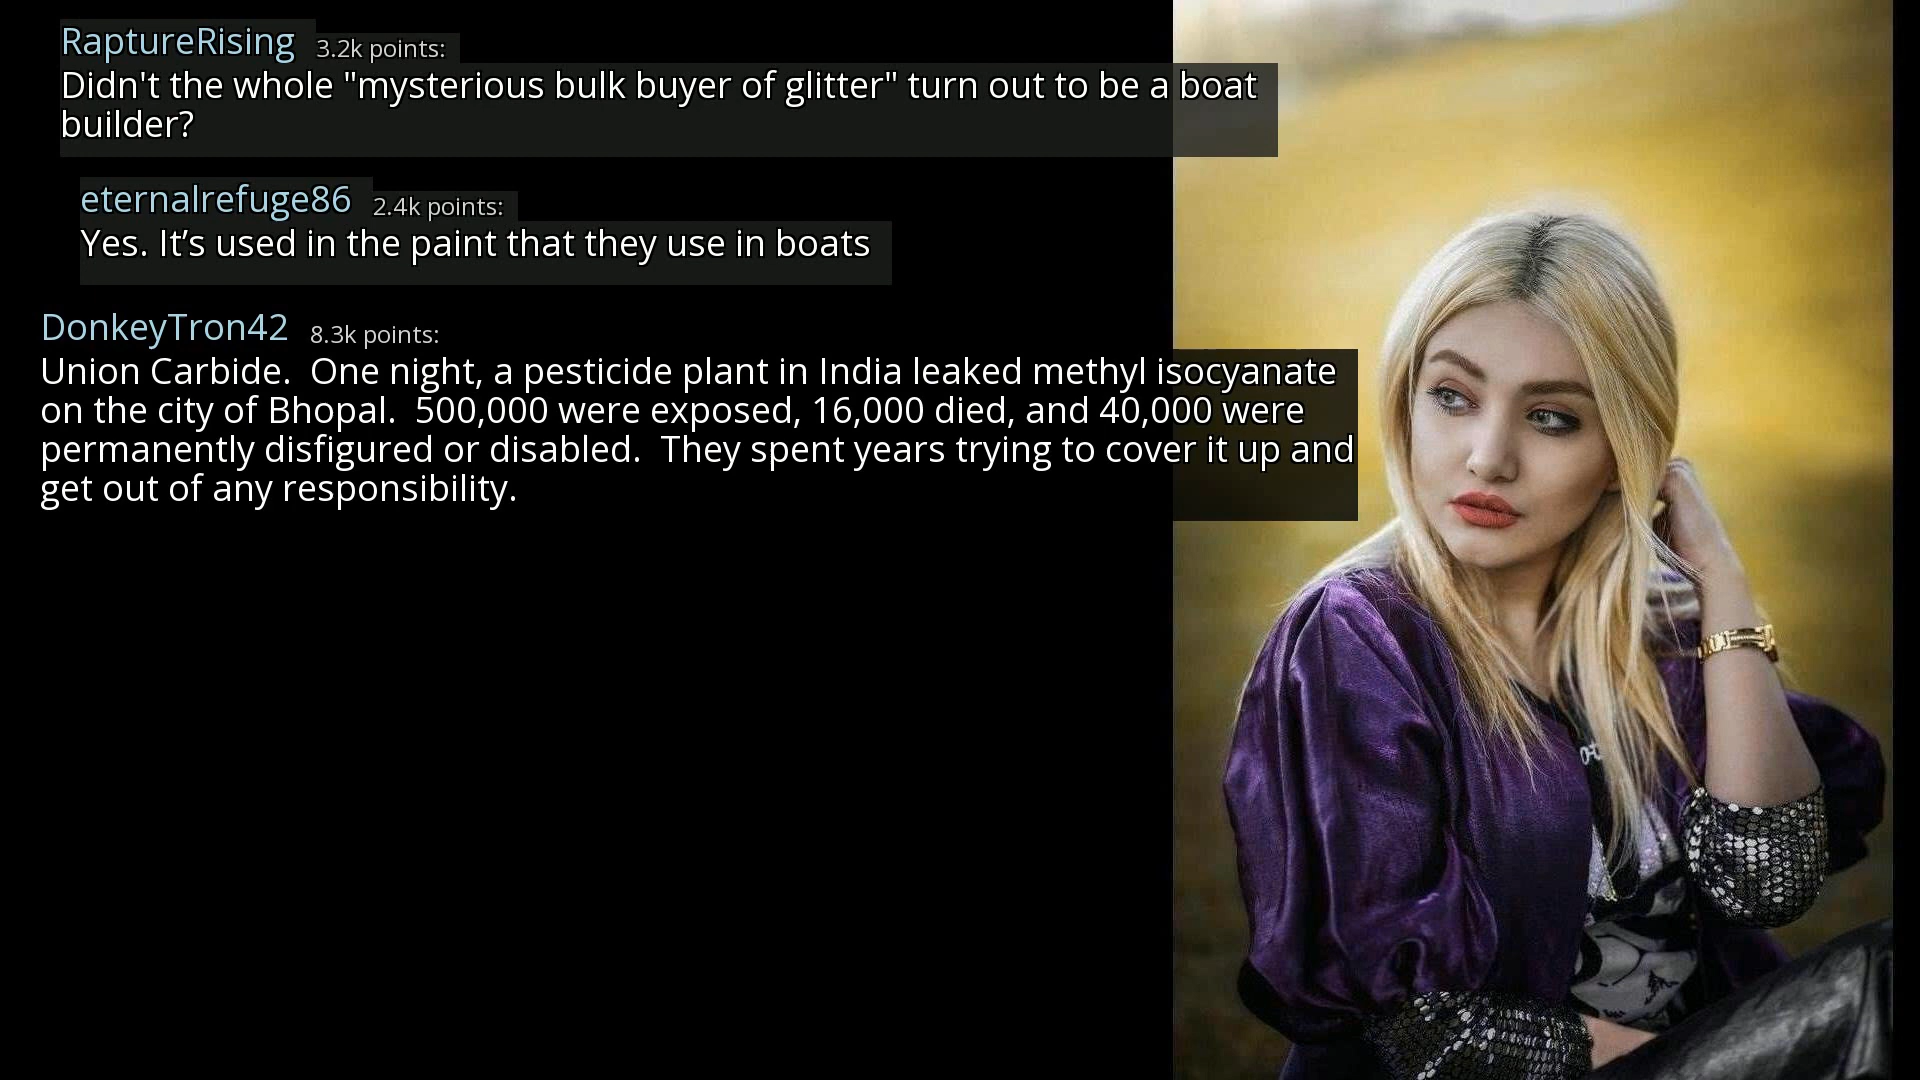 RaptureRising 3.2k points:
Didn't the whole "mysterious bulk buyer of glitter" turn out to be a boat
builder?
eternalrefuge86 2.4k points:
Yes. It’s used in the paint that they use in boats
DonkeyTron42 8.3k points:
Union Carbide.  One night, a pesticide plant in India leaked methyl isocyanate
on the city of Bhopal.  500,000 were exposed, 16,000 died, and 40,000 were
permanently disfigured or disabled.  They spent years trying to cover it up and
get out of any responsibility.